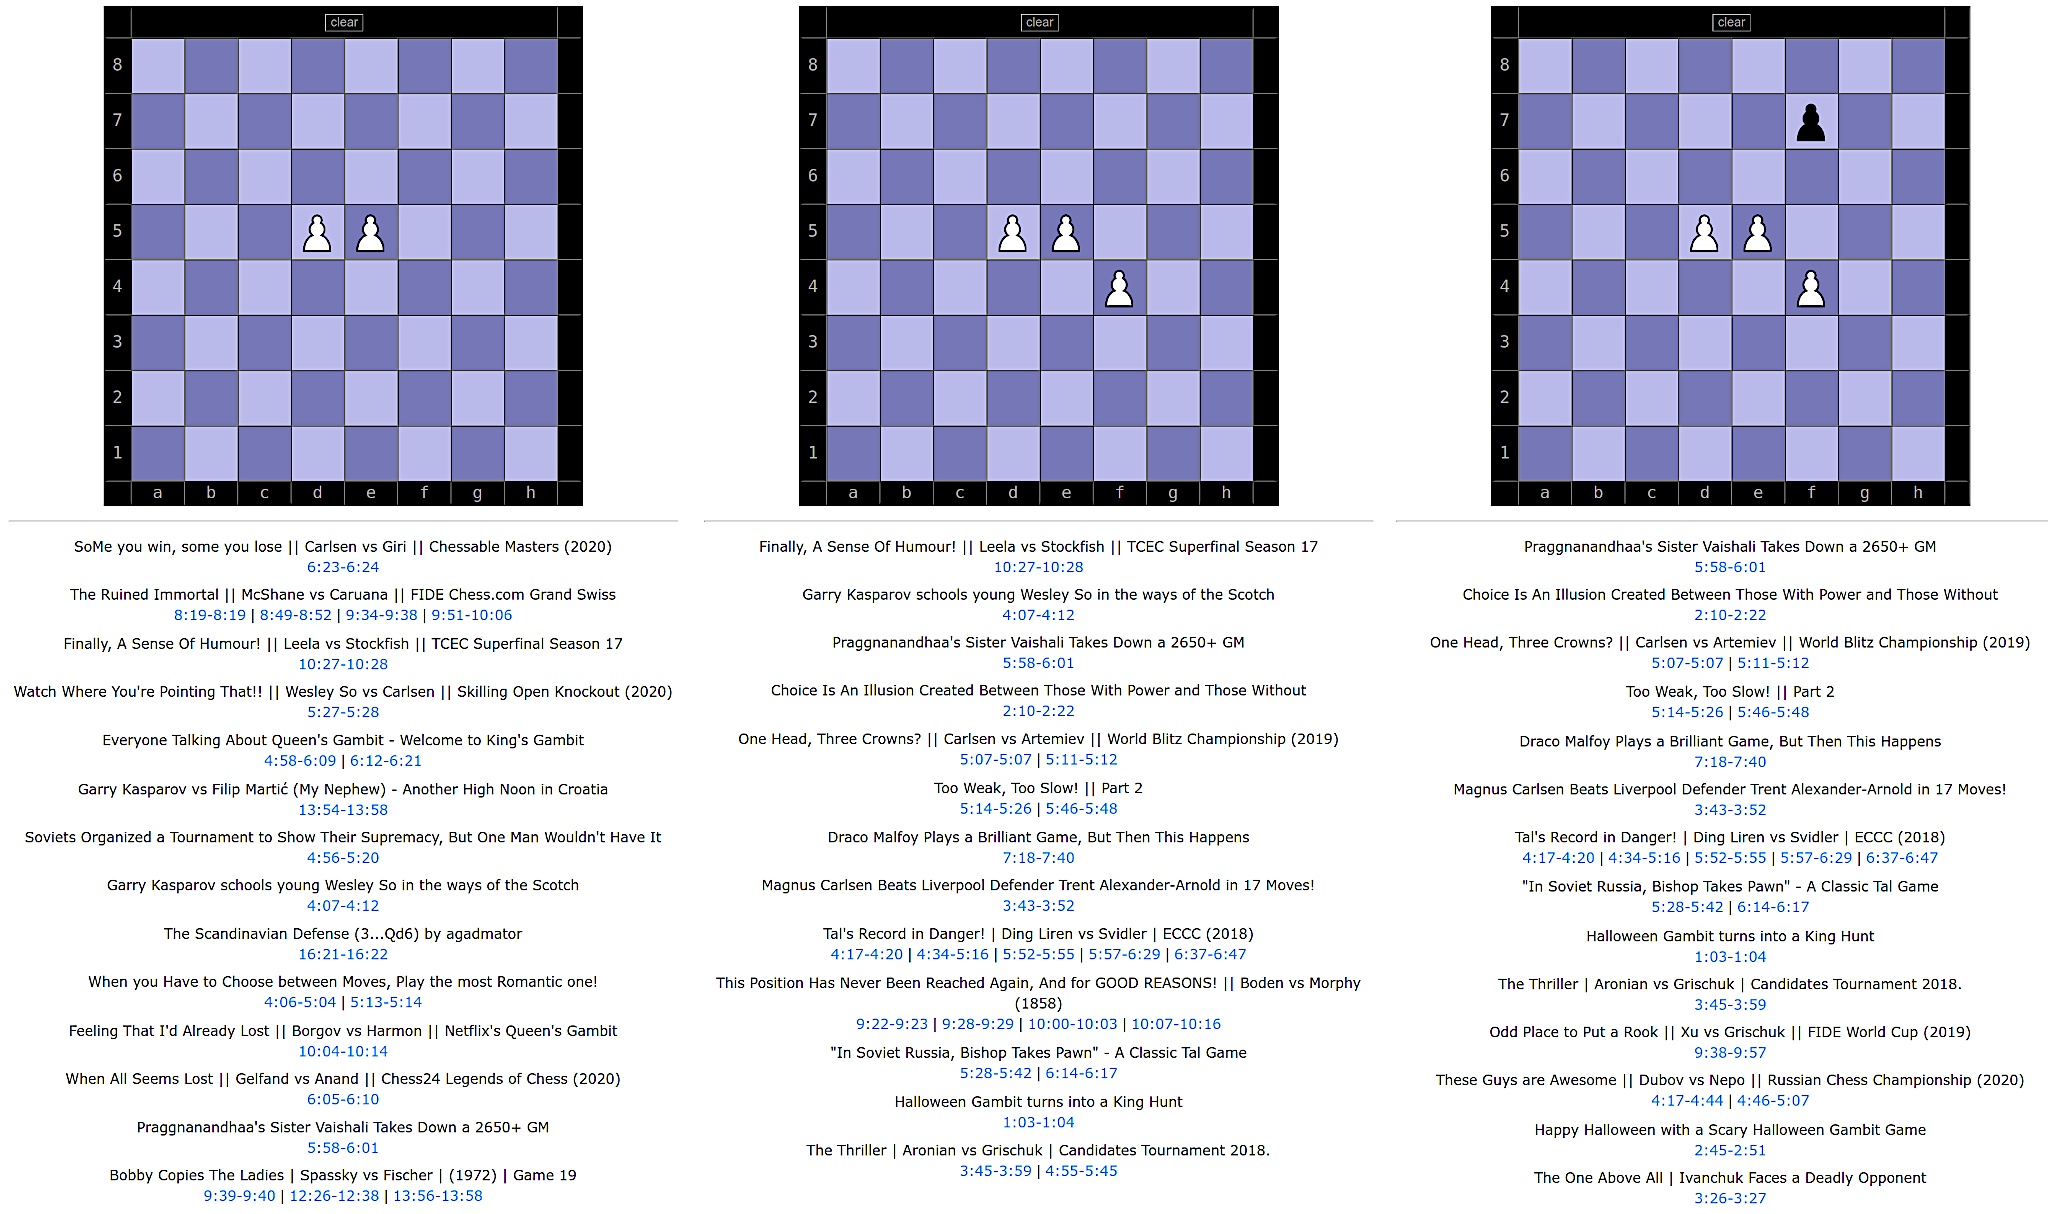 clear
8
7
6
5
4
3
2
1
a b c d e f g h
SoMe you win, some you lose || Carlsen vs Giri || Chessable Masters (2020)
6:23-6:24
The Ruined Immortal || McShane vs Caruana || FIDE Chess.com Grand Swiss
8:19-8:19 | 8:49-8:52 | 9:34-9:38 | 9:51-10:06
Finally, A Sense Of Humour! || Leela vs Stockfish || TCEC Superfinal Season 17
10:27-10:28
Watch Where You're Pointing That!! || Wesley So vs Carlsen || Skilling Open Knockout (2020)
5:27-5:28
Everyone Talking About Queen's Gambit - Welcome to King's Gambit
4:58-6:09 | 6:12-6:21
Garry Kasparov vs Filip Martić (My Nephew) - Another High Noon in Croatia
13:54-13:58
Soviets Organized a Tournament to Show Their Supremacy, But One Man Wouldn't Have It
4:56-5:20
Garry Kasparov schools young Wesley So in the ways of the Scotch
4:07-4:12
The Scandinavian Defense (3...Qd6) by agadmator
16:21-16:22
When you Have to Choose between Moves, Play the most Romantic one!
4:06-5:04 | 5:13-5:14
Feeling That I'd Already Lost || Borgov vs Harmon || Netflix's Queen's Gambit
10:04-10:14
When All Seems Lost || Gelfand vs Anand || Chess24 Legends of Chess (2020)
6:05-6:10
Praggnanandhaa's Sister Vaishali Takes Down a 2650+ GM
5:58-6:01
Bobby Copies The Ladies | Spassky vs Fischer | (1972) | Game 19
9:39-9:40 | 12:26-12:38 | 13:56-13:58
clear
8
7
6
5
4
3
2
1
a b c d e f g h
Finally, A Sense Of Humour! || Leela vs Stockfish || TCEC Superfinal Season 17
10:27-10:28
Garry Kasparov schools young Wesley So in the ways of the Scotch
4:07-4:12
Praggnanandhaa's Sister Vaishali Takes Down a 2650+ GM
5:58-6:01
Choice Is An Illusion Created Between Those With Power and Those Without
2:10-2:22
One Head, Three Crowns? || Carlsen vs Artemiev || World Blitz Championship (2019)
5:07-5:07 | 5:11-5:12
Too Weak, Too Slow! || Part 2
5:14-5:26 | 5:46-5:48
Draco Malfoy Plays a Brilliant Game, But Then This Happens
7:18-7:40
Magnus Carlsen Beats Liverpool Defender Trent Alexander-Arnold in 17 Moves!
3:43-3:52
Tal's Record in Danger! | Ding Liren vs Svidler | ECCC (2018)
4:17-4:20 | 4:34-5:16 | 5:52-5:55 | 5:57-6:29 | 6:37-6:47
This Position Has Never Been Reached Again, And for GOOD REASONS! || Boden vs Morphy
(1858)
9:22-9:23 | 9:28-9:29 | 10:00-10:03 | 10:07-10:16
"In Soviet Russia, Bishop Takes Pawn" - A Classic Tal Game
5:28-5:42 | 6:14-6:17
Halloween Gambit turns into a King Hunt
1:03-1:04
The Thriller | Aronian vs Grischuk | Candidates Tournament 2018.
3:45-3:59 | 4:55-5:45
clear
8
7
6
5
4
3
2
1
a b c d e f g h
Praggnanandhaa's Sister Vaishali Takes Down a 2650+ GM
5:58-6:01
Choice Is An Illusion Created Between Those With Power and Those Without
2:10-2:22
One Head, Three Crowns? || Carlsen vs Artemiev || World Blitz Championship (2019)
5:07-5:07 | 5:11-5:12
Too Weak, Too Slow! || Part 2
5:14-5:26 | 5:46-5:48
Draco Malfoy Plays a Brilliant Game, But Then This Happens
7:18-7:40
Magnus Carlsen Beats Liverpool Defender Trent Alexander-Arnold in 17 Moves!
3:43-3:52
Tal's Record in Danger! | Ding Liren vs Svidler | ECCC (2018)
4:17-4:20 | 4:34-5:16 | 5:52-5:55 | 5:57-6:29 | 6:37-6:47
"In Soviet Russia, Bishop Takes Pawn" - A Classic Tal Game
5:28-5:42 | 6:14-6:17
Halloween Gambit turns into a King Hunt
1:03-1:04
The Thriller | Aronian vs Grischuk | Candidates Tournament 2018.
3:45-3:59
Odd Place to Put a Rook || Xu vs Grischuk || FIDE World Cup (2019)
9:38-9:57
These Guys are Awesome || Dubov vs Nepo || Russian Chess Championship (2020)
4:17-4:44 | 4:46-5:07
Happy Halloween with a Scary Halloween Gambit Game
2:45-2:51
The One Above All | Ivanchuk Faces a Deadly Opponent
3:26-3:27